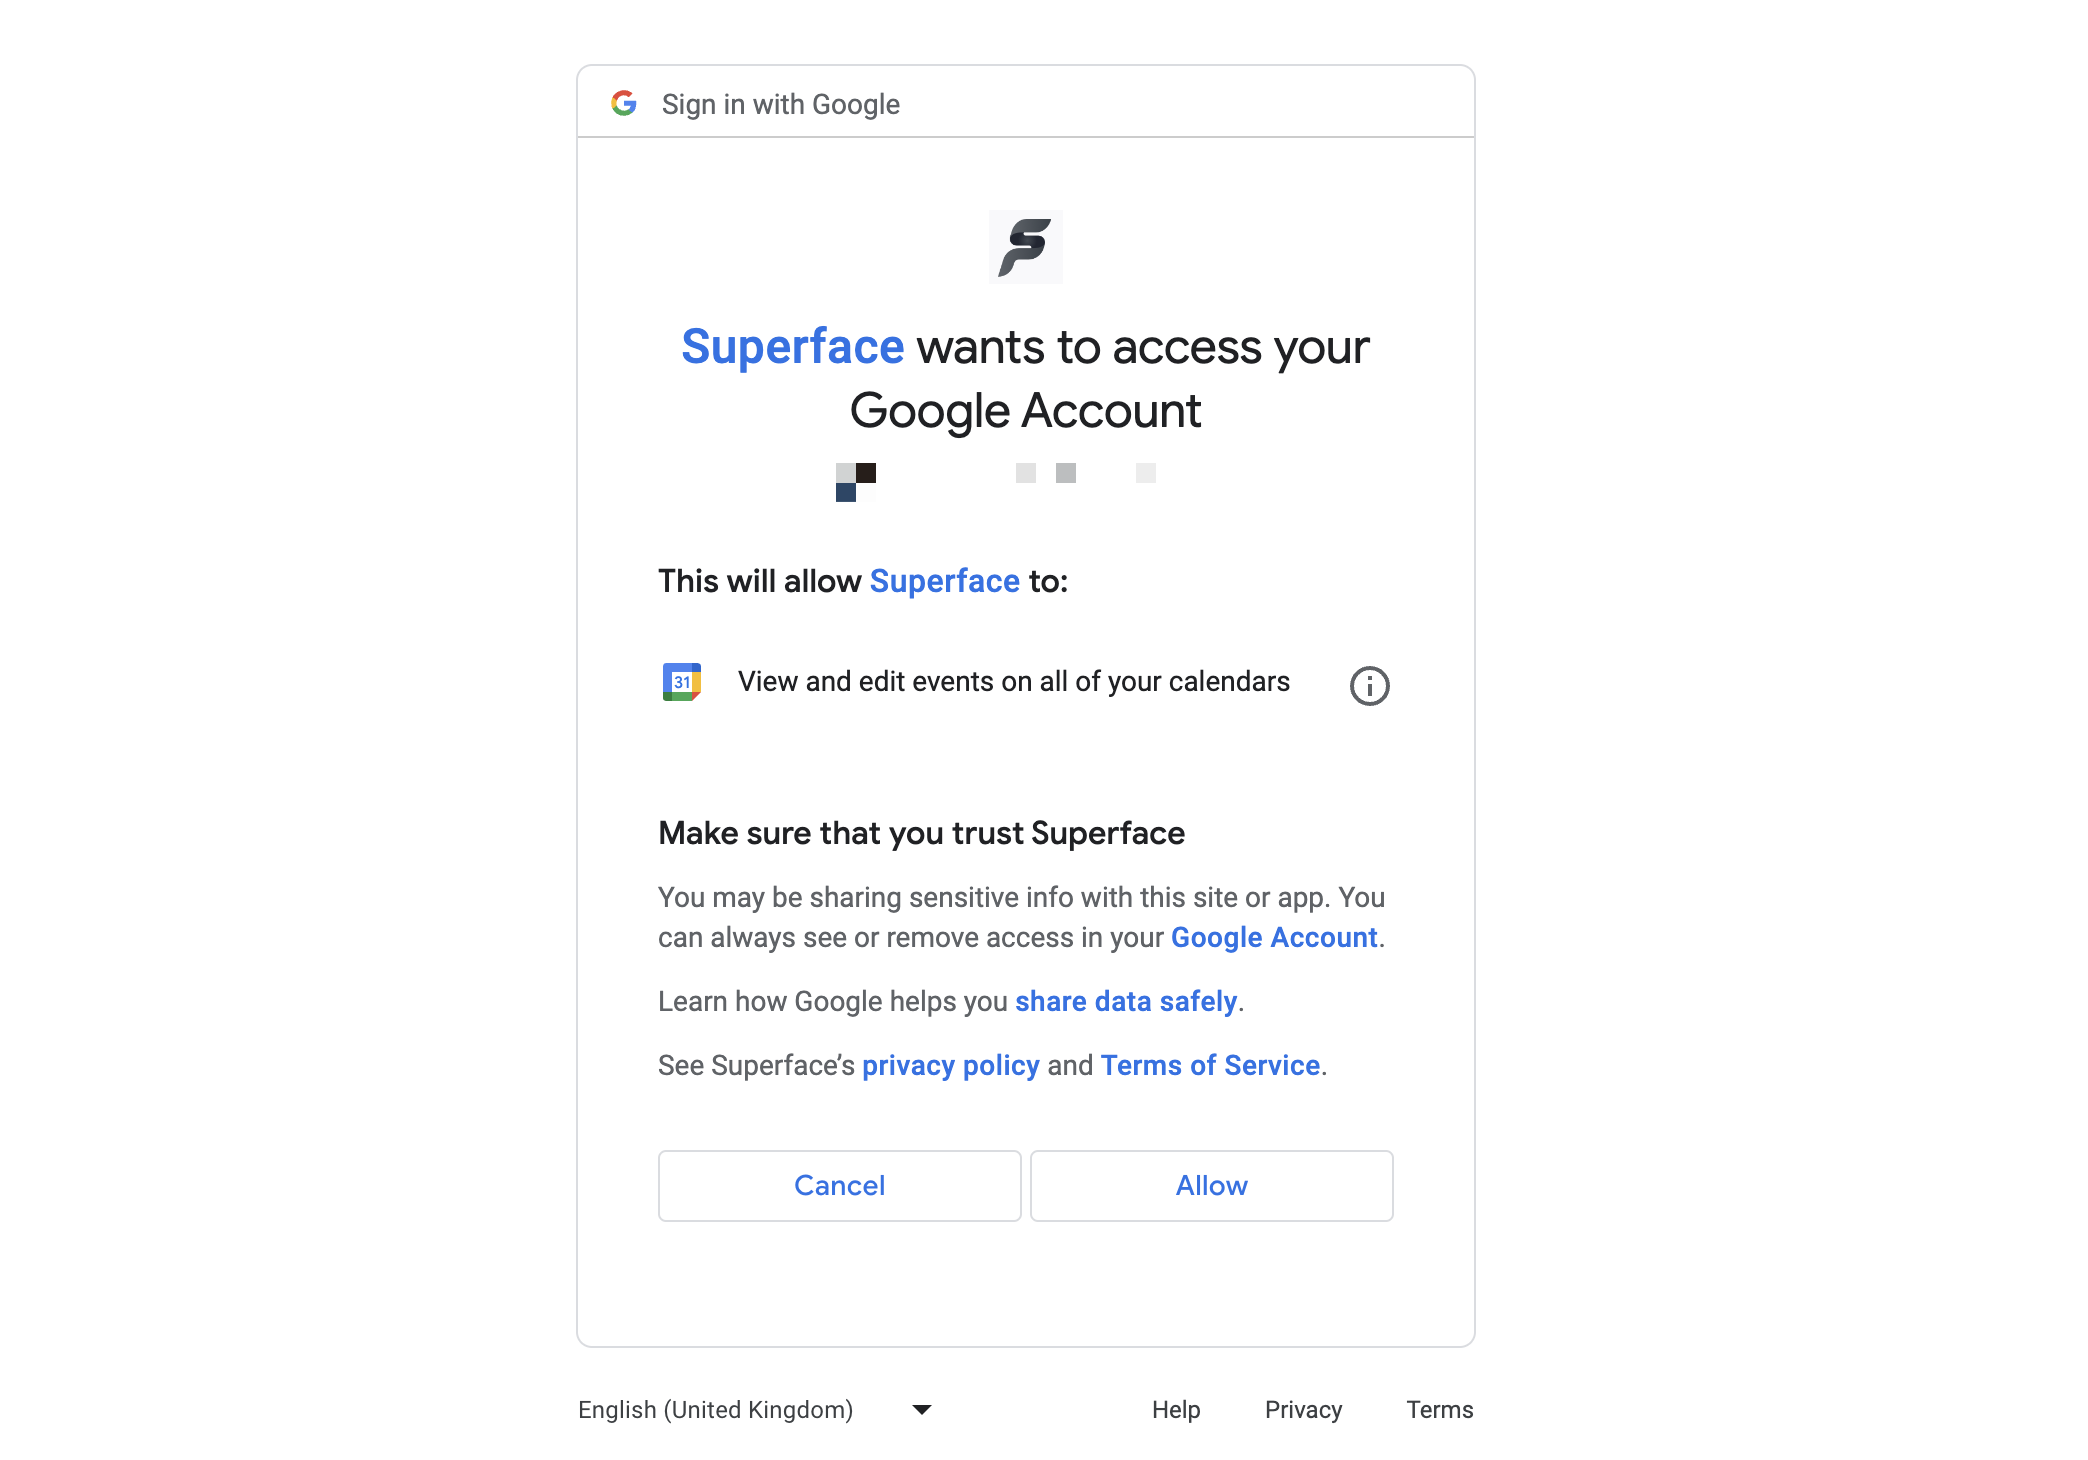 Sign in with Google
Superface wants to access your
Google Account
This will allow Superface to:
31
View and edit events on all of your calendars
Make sure that you trust Superface
You may be sharing sensitive info with this site or app. You
can always see or remove access in your Google Account.
Learn how Google helps you share data safely.
See Superface’s privacy policy and Terms of Service.
Cancel
Allow
English (United Kingdom)
Help
Privacy
Terms